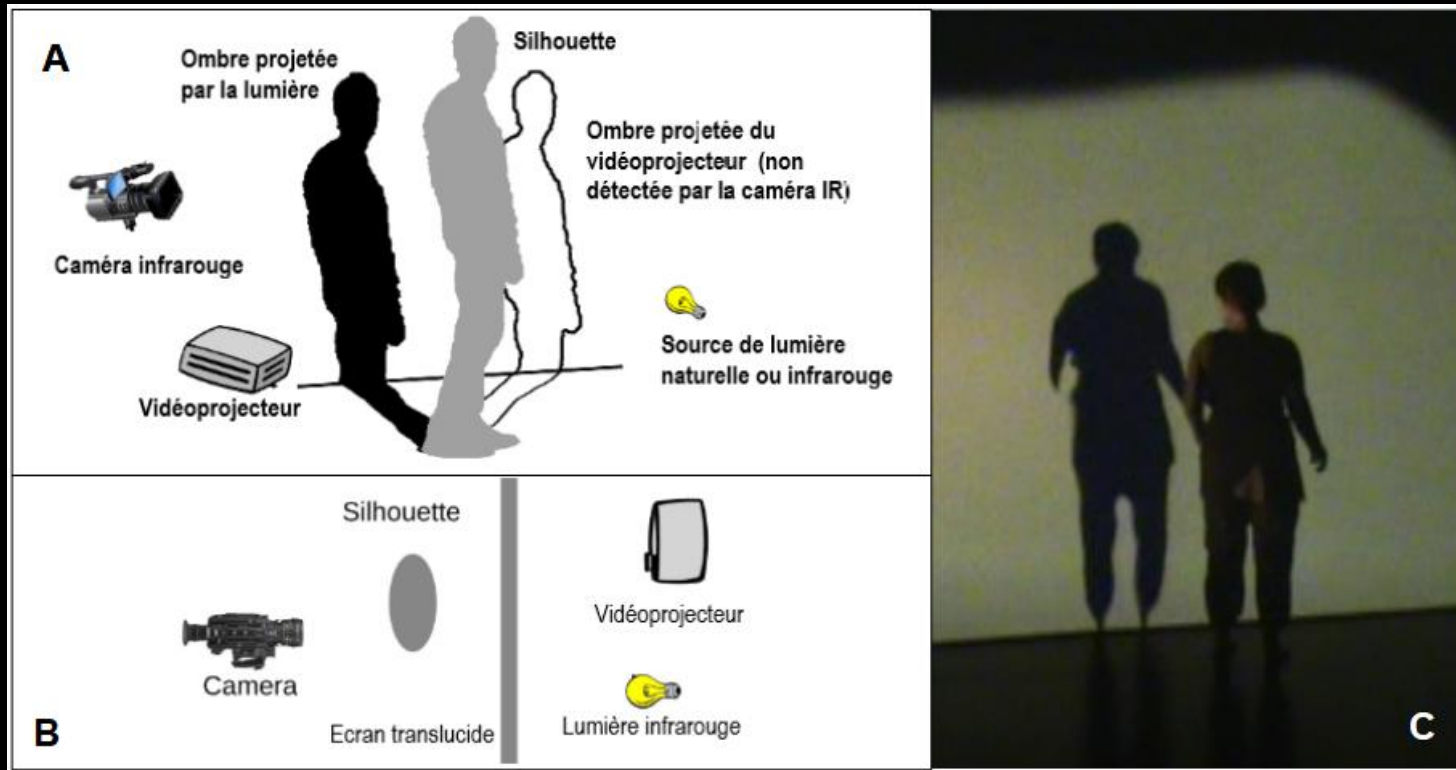 A
Ombre projetée
par la lumière
Silhouette
Ombre projetée du
vidéoprojecteur (non
détectée par la caméra IR)
Caméra infrarouge
Source de lumière
naturelle ou infrarouge
Vidéoprojecteur
Silhouette
Vidéoprojecteur
Camera
Ecran translucide
Lumière infrarouge
B
C